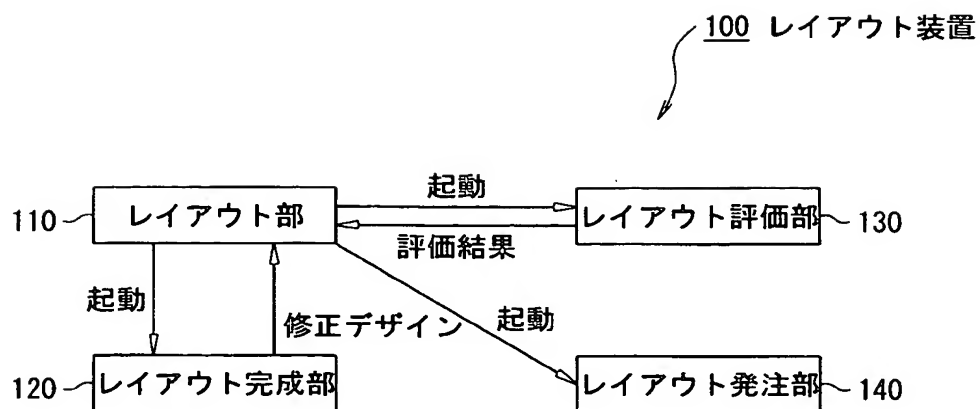 100 レイアウト装置
起動
110 レイアウト部 レイアウト評価部 130
評価結果
起動 修正デザイン 起動
120 レイアウト完成部 レイアウト発注部 140